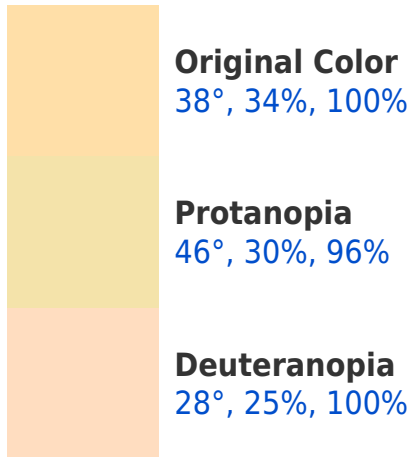 Original Color
38°, 34%, 100%
Protanopia
46°, 30%, 96%
Deuteranopia
28°, 25%, 100%